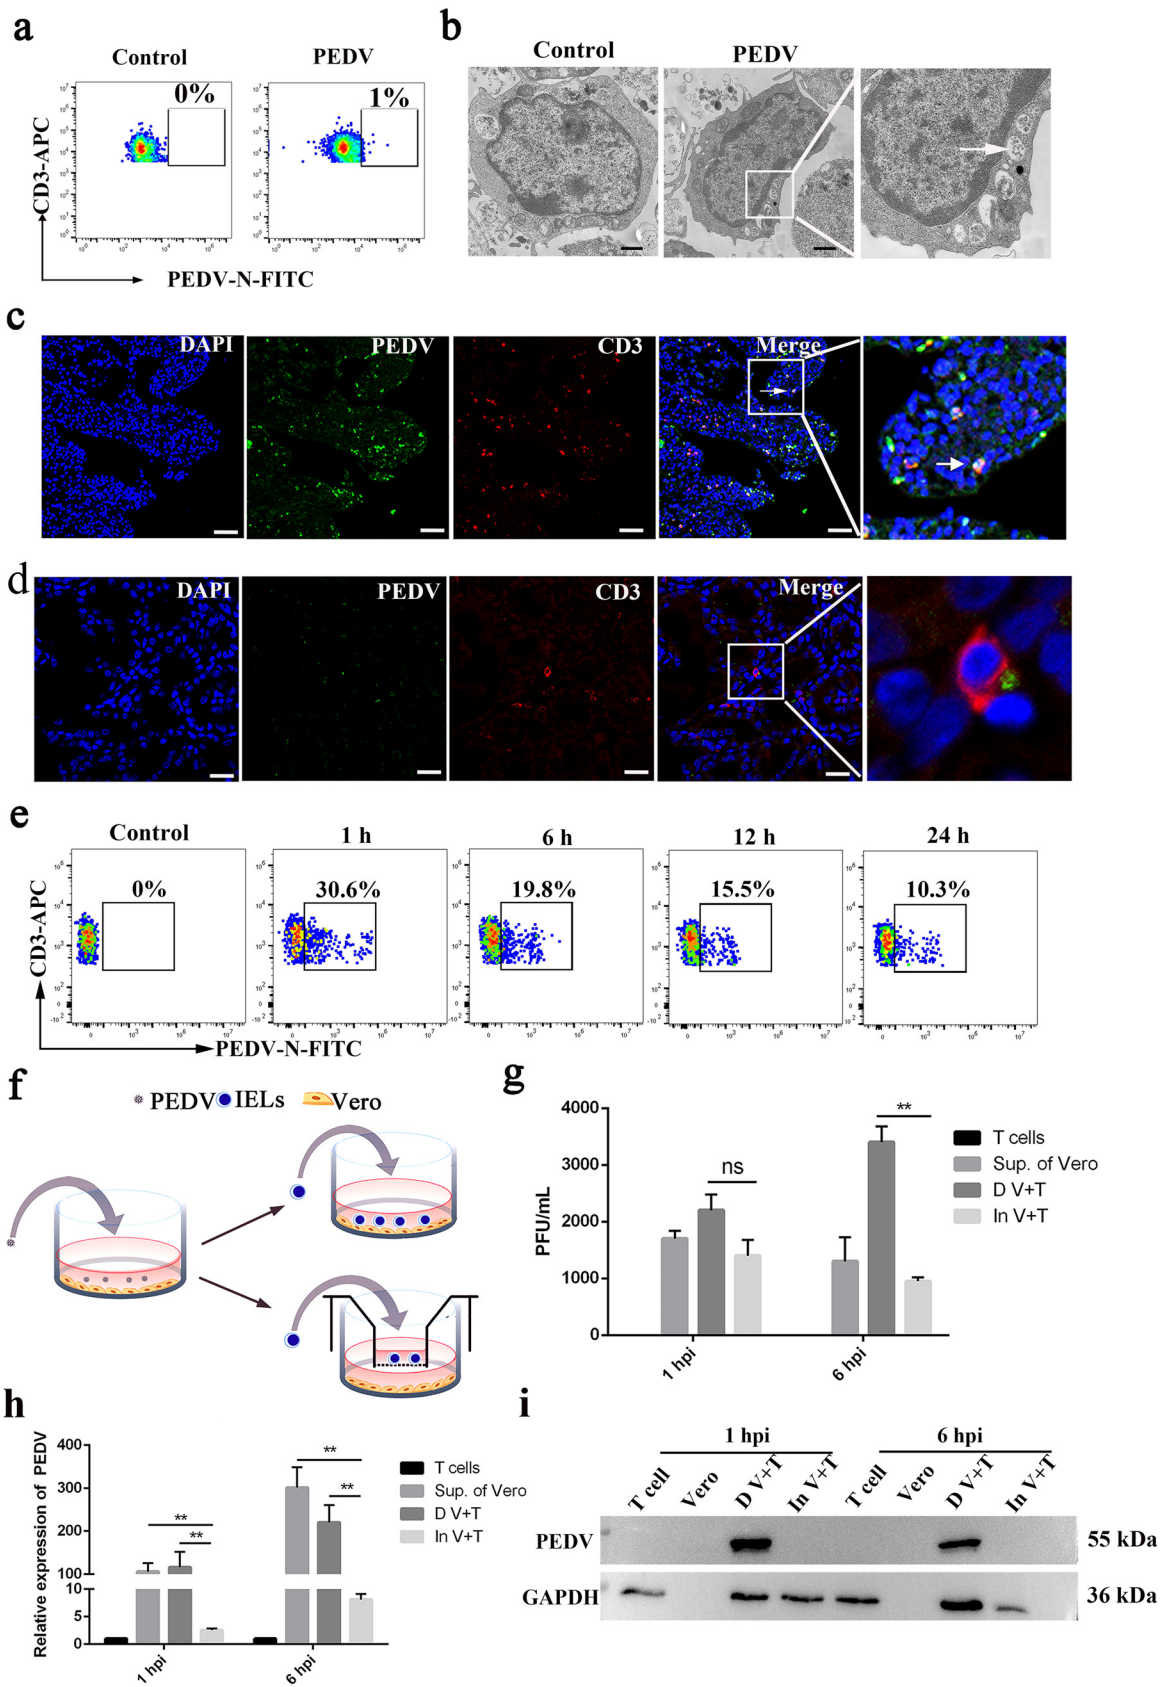 a
Control PEDV
0% 1%
CD3-APC
PEDV-N-FITC
b
Control PEDV
c
DAPI PEDV CD3 Merge
d
DAPI PEDV CD3 Merge
e
Control 1 h 6 h 12 h 24 h
0% 30.6% 19.8% 15.5% 10.3%
CD3-APC
PEDV-N-FITC
f
PEDV IELs Vero
g
4000
3000
2000
1000
0
PFU/mL
ns
**
1 hpi 6 hpi
T cells
Sup. of Vero
D V+T
In V+T
h
400
300
200
100
10
5
0
Relative expression of PEDV
**
**
**
**
1 hpi 6 hpi
T cells
Sup. of Vero
D V+T
In V+T
i
1 hpi 6 hpi
T cell Vero D V+T In V+T T cell Vero D V+T In V+T
PEDV 55 kDa
GAPDH 36 kDa